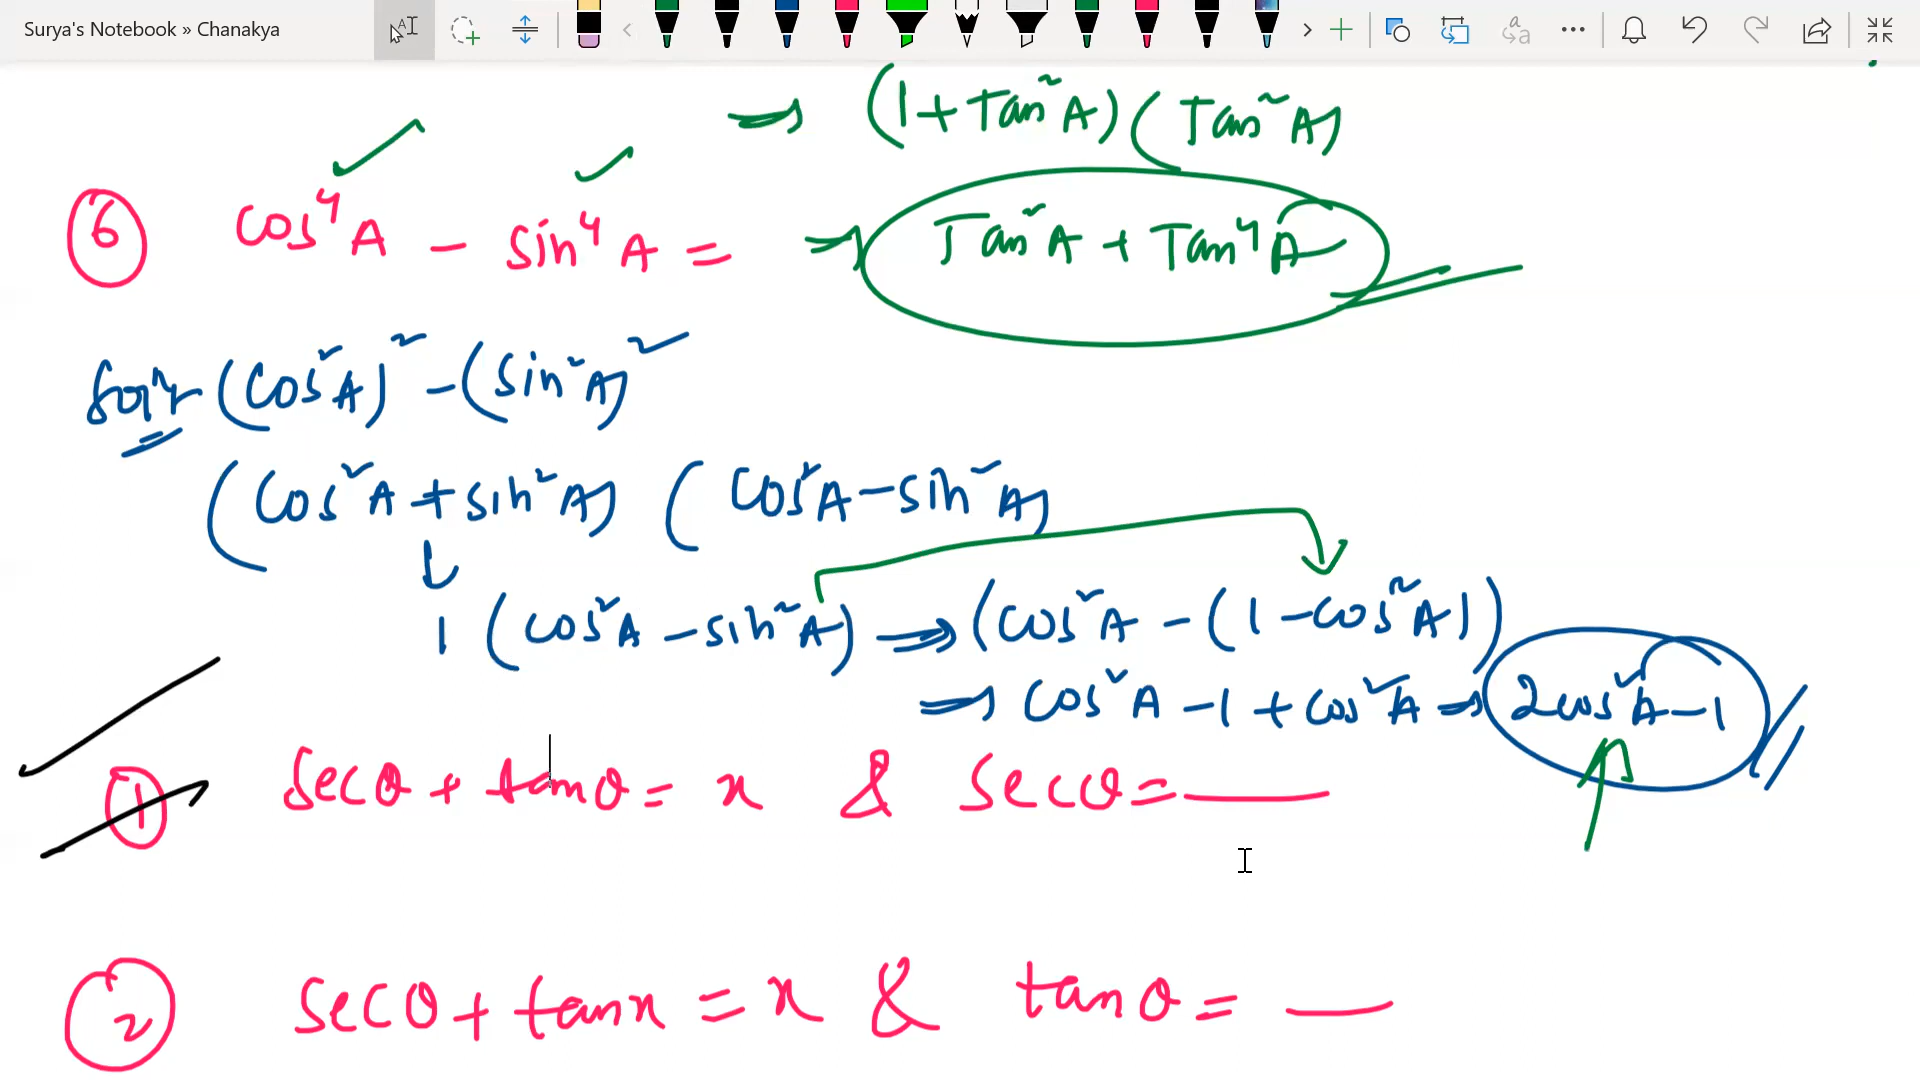 Surya's Notebook » Chanakya
⇒ (1 + Tan²A) (Tan²A)
6 cos⁴A - sin⁴A = ⇒ Tan²A + Tan⁴A
Solⁿ (cos²A)² - (sin²A)²
(cos²A + sin²A) (cos²A - sin²A)
↓
1 (cos²A - sin²A) ⇒ (cos²A - (1 - cos²A))
⇒ cos²A - 1 + cos²A → 2cos²A - 1
1 secθ + tanθ = x & secθ = ____
2 secθ + tanx = x & tanθ = __